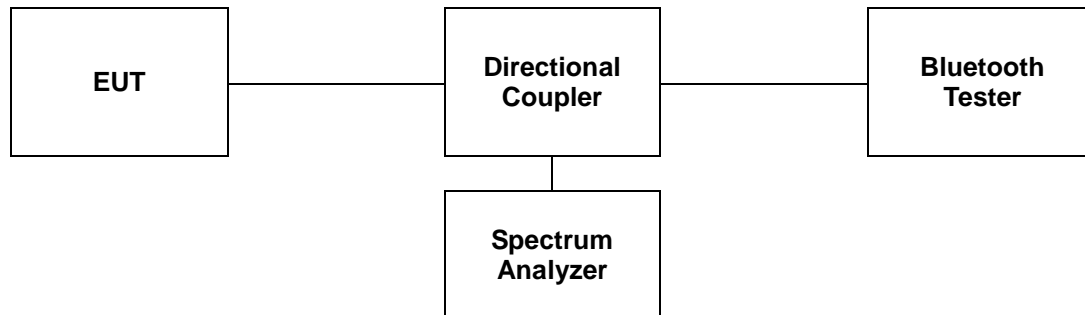 EUT
Directional
Coupler
Bluetooth
Tester
Spectrum
Analyzer